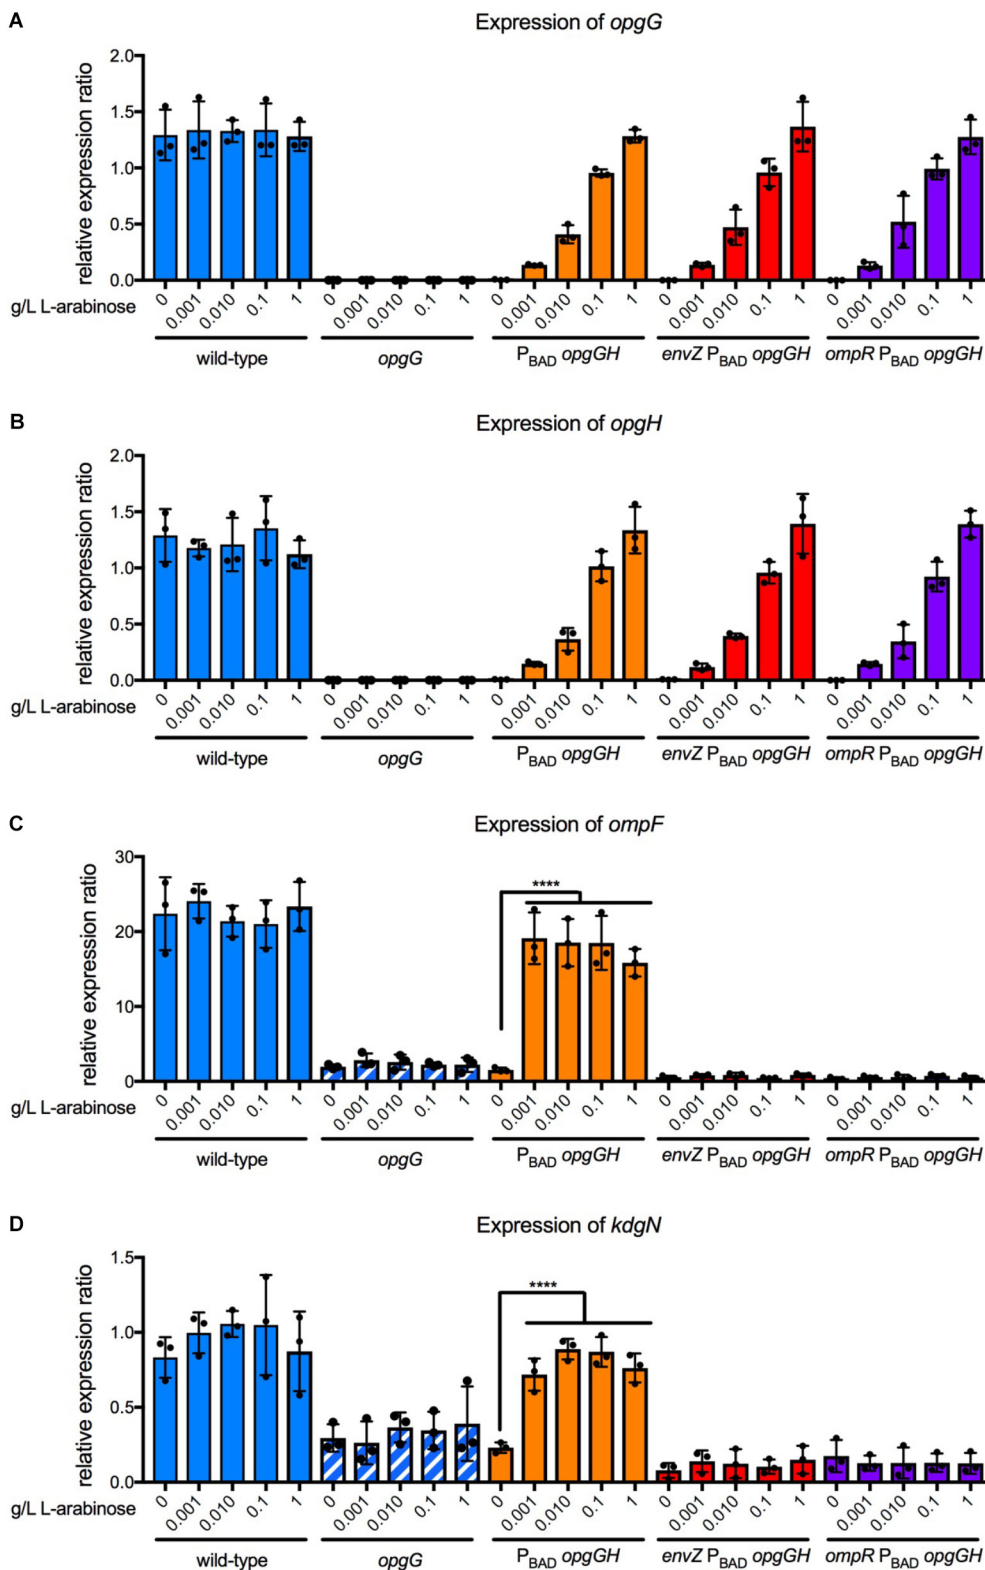 A
Expression of opgG
relative expression ratio
2.0
1.5
1.0
0.5
0.0
g/L L-arabinose
0 0.001 0.010 0.1 1 0 0.001 0.010 0.1 1 0 0.001 0.010 0.1 1 0 0.001 0.010 0.1 1 0 0.001 0.010 0.1 1
wild-type opgG PBAD opgGH envZ PBAD opgGH ompR PBAD opgGH
B
Expression of opgH
relative expression ratio
2.0
1.5
1.0
0.5
0.0
g/L L-arabinose
0 0.001 0.010 0.1 1 0 0.001 0.010 0.1 1 0 0.001 0.010 0.1 1 0 0.001 0.010 0.1 1 0 0.001 0.010 0.1 1
wild-type opgG PBAD opgGH envZ PBAD opgGH ompR PBAD opgGH
C
Expression of ompF
relative expression ratio
30
20
10
0
****
g/L L-arabinose
0 0.001 0.010 0.1 1 0 0.001 0.010 0.1 1 0 0.001 0.010 0.1 1 0 0.001 0.010 0.1 1 0 0.001 0.010 0.1 1
wild-type opgG PBAD opgGH envZ PBAD opgGH ompR PBAD opgGH
D
Expression of kdgN
relative expression ratio
1.5
1.0
0.5
0.0
****
g/L L-arabinose
0 0.001 0.010 0.1 1 0 0.001 0.010 0.1 1 0 0.001 0.010 0.1 1 0 0.001 0.010 0.1 1 0 0.001 0.010 0.1 1
wild-type opgG PBAD opgGH envZ PBAD opgGH ompR PBAD opgGH